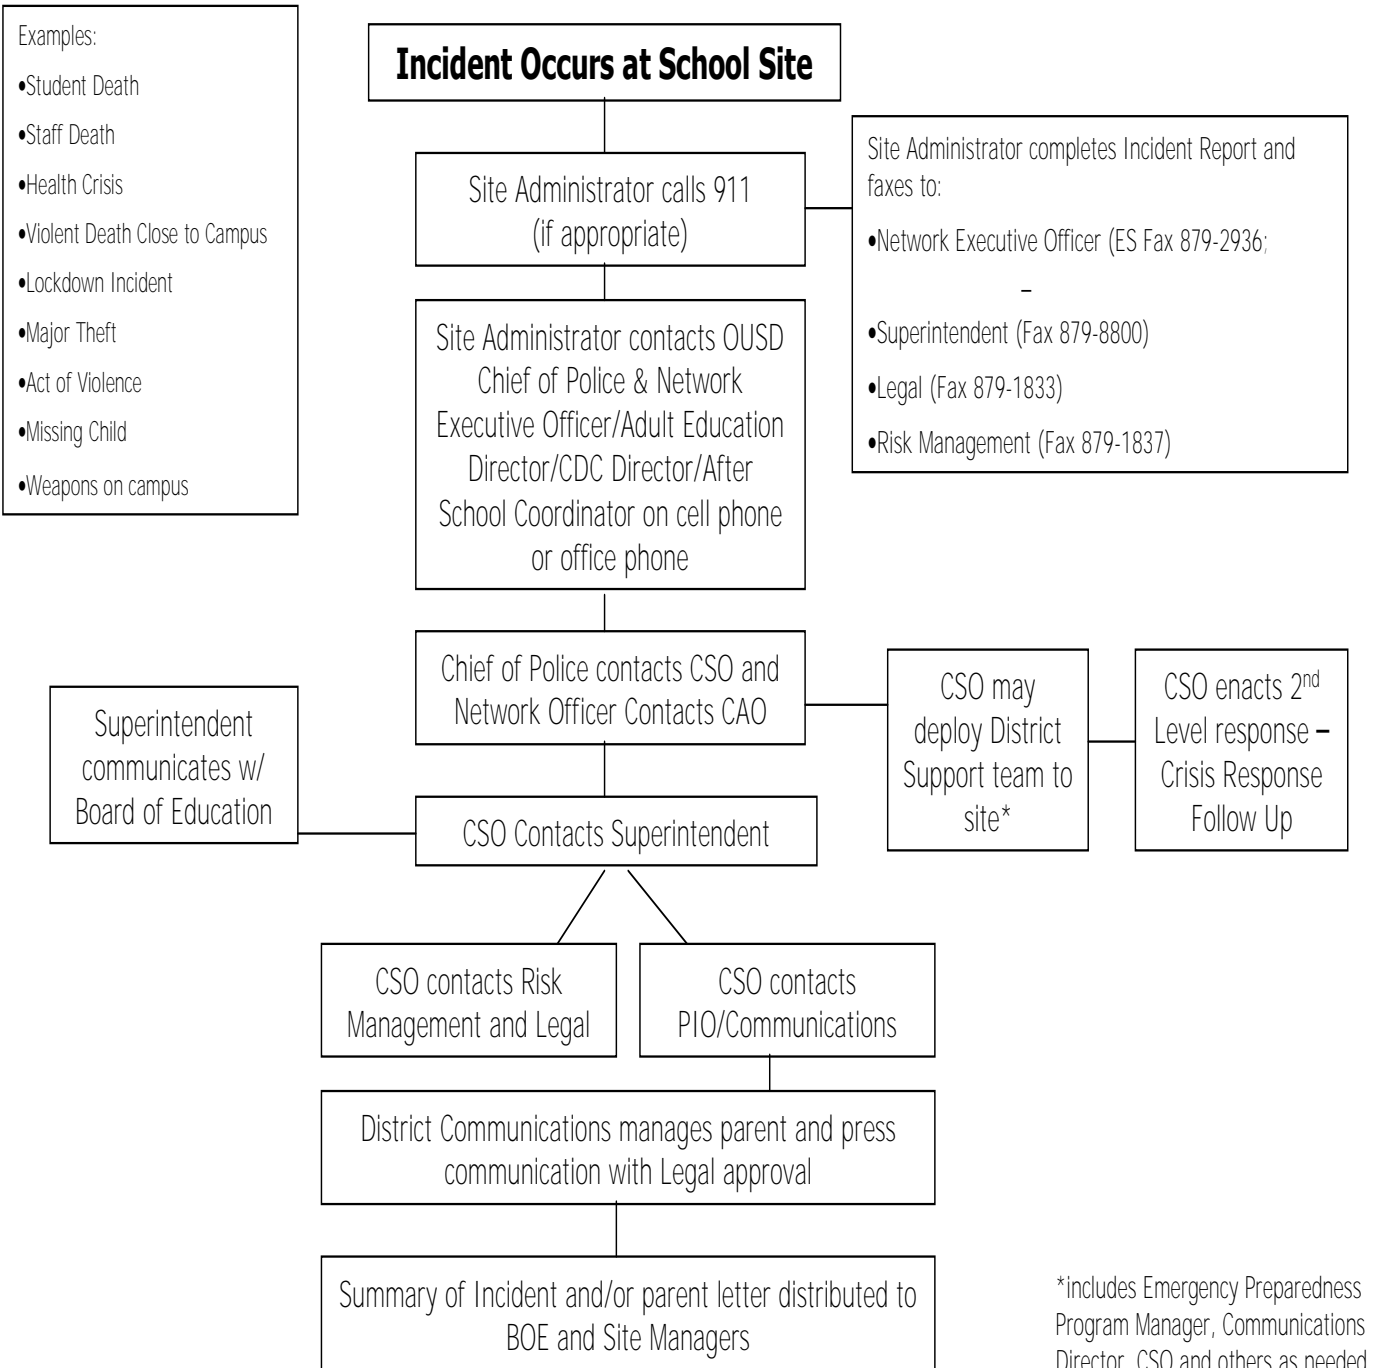 Examples:
•Student Death
•Staff Death
•Health Crisis
•Violent Death Close to Campus
•Lockdown Incident
•Major Theft
•Act of Violence
•Missing Child
•Weapons on campus
Incident Occurs at School Site
Site Administrator calls 911
(if appropriate)
Site Administrator completes Incident Report and
faxes to:
•Network Executive Officer (ES Fax 879-2936;
–
•Superintendent (Fax 879-8800)
•Legal (Fax 879-1833)
•Risk Management (Fax 879-1837)
Site Administrator contacts OUSD
Chief of Police & Network
Executive Officer/Adult Education
Director/CDC Director/After
School Coordinator on cell phone
or office phone
Chief of Police contacts CSO and
Network Officer Contacts CAO
CSO may
deploy District
Support team to
site*
CSO enacts 2nd
Level response –
Crisis Response
Follow Up
Superintendent
communicates w/
Board of Education
CSO Contacts Superintendent
CSO contacts Risk
Management and Legal
CSO contacts
PIO/Communications
District Communications manages parent and press
communication with Legal approval
Summary of Incident and/or parent letter distributed to
BOE and Site Managers
*includes Emergency Preparedness
Program Manager, Communications
Director, CSO and others as needed